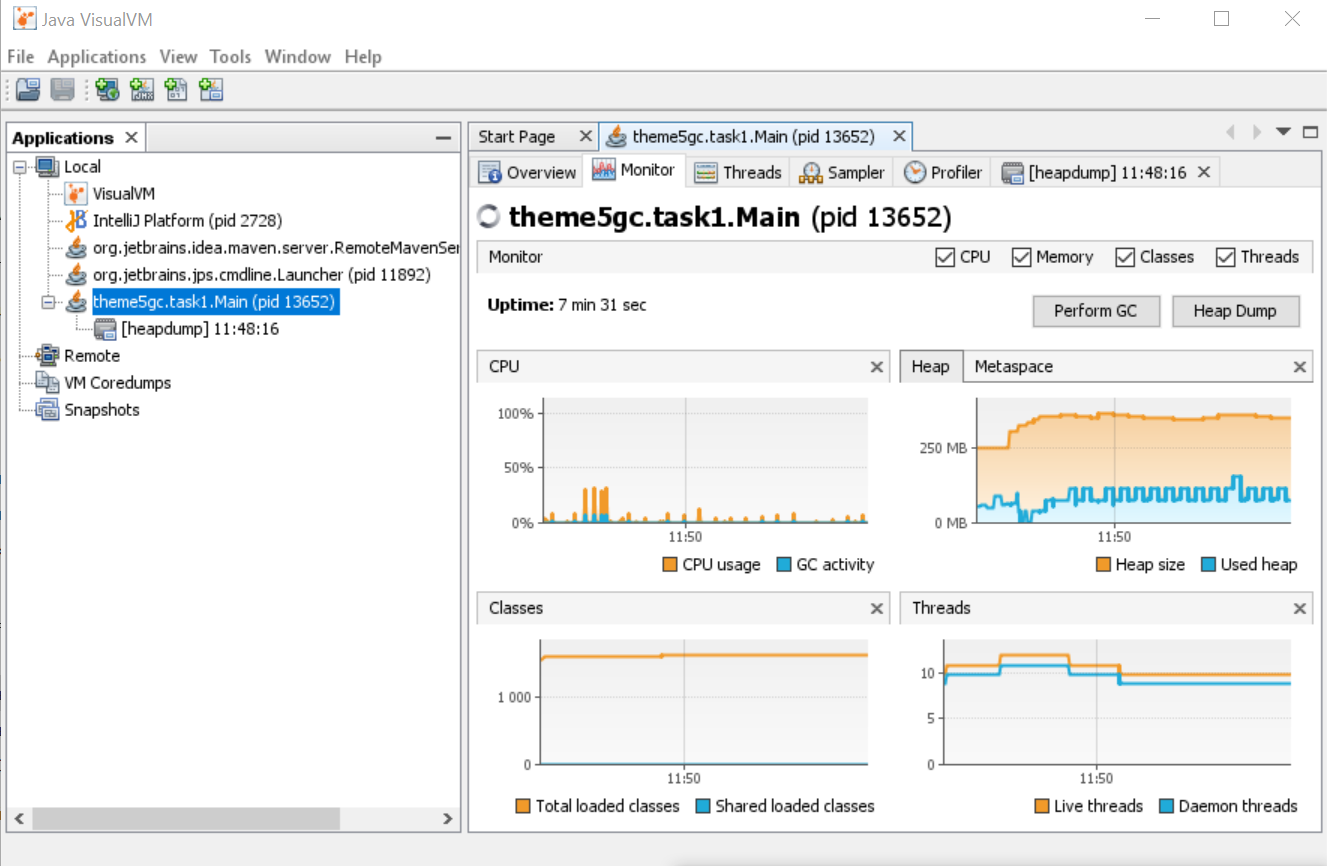 Java VisualVM
File Applications View Tools Window Help
Applications
Local
VisualVM
IntelliJ Platform (pid 2728)
org.jetbrains.idea.maven.server.RemoteMavenSer
org.jetbrains.jps.cmdline.Launcher (pid 11892)
theme5gc.task1.Main (pid 13652)
[heapdump] 11:48:16
Remote
VM Coredumps
Snapshots
Start Page theme5gc.task1.Main (pid 13652)
Overview Monitor Threads Sampler Profiler [heapdump] 11:48:16
theme5gc.task1.Main (pid 13652)
Monitor CPU Memory Classes Threads
Uptime: 7 min 31 sec Perform GC Heap Dump
CPU
100%
50%
0%
11:50
CPU usage GC activity
Heap Metaspace
250 MB
0 MB
11:50
Heap size Used heap
Classes
1 000
0
11:50
Total loaded classes Shared loaded classes
Threads
10
5
0
11:50
Live threads Daemon threads